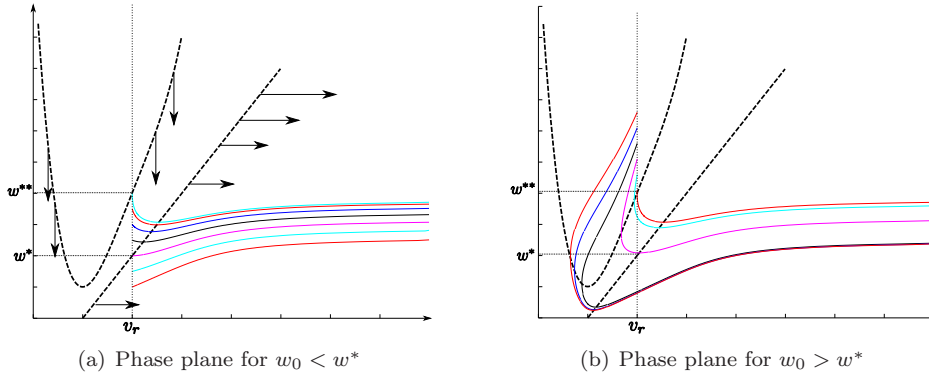 w**
w*
v_r
(a) Phase plane for w_0 < w*
w**
w*
v_r
(b) Phase plane for w_0 > w*